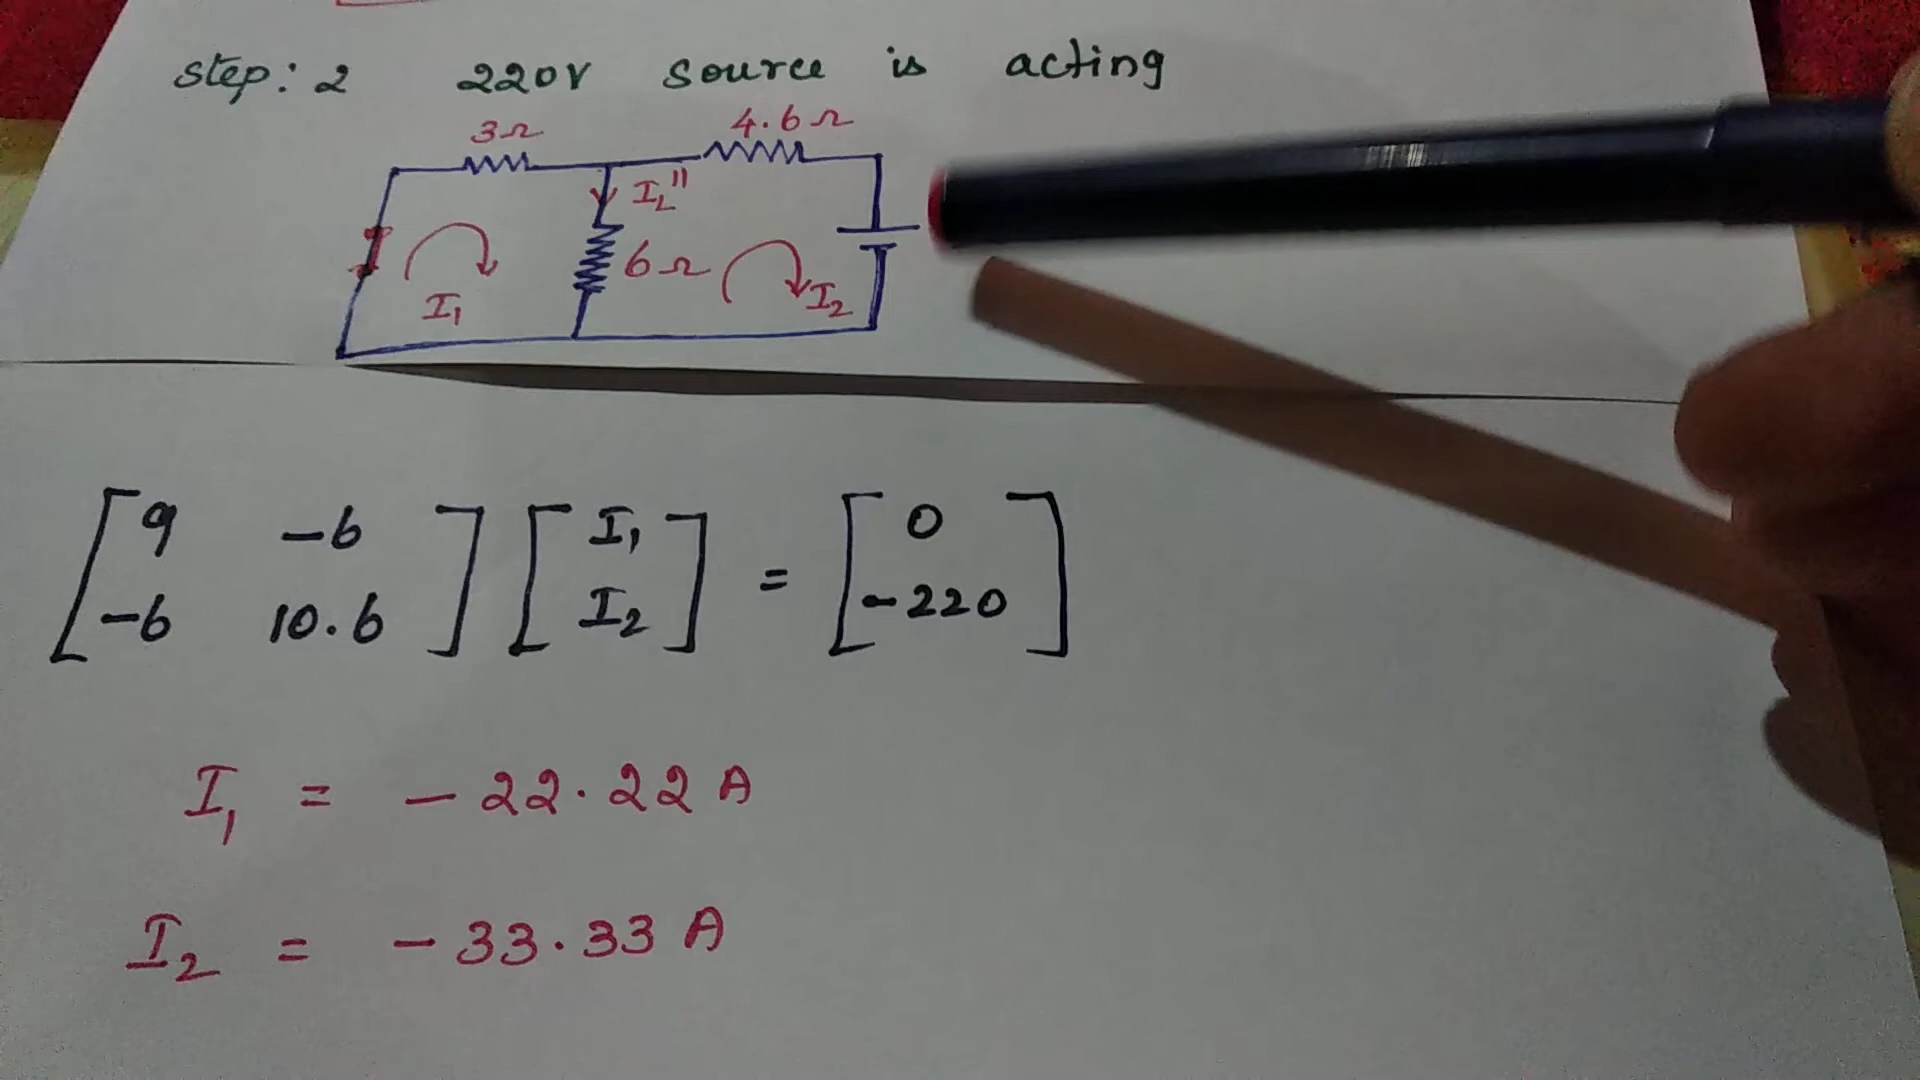 step: 2 220V source is acting
3Ω
4.6Ω
I_L''
6Ω
I₁
I₂
[9 -6] [I₁] = [0]
[-6 10.6] [I₂] [-220]
I₁ = - 22.22 A
I₂ = - 33.33 A